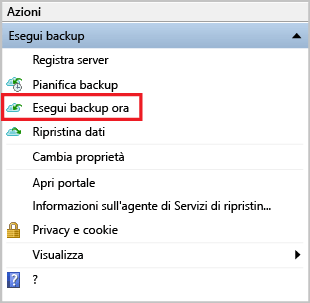 Azioni
Esegui backup
Registra server
Pianifica backup
Esegui backup ora
Ripristina dati
Cambia proprietà
Apri portale
Informazioni sull'agente di Servizi di ripristin...
Privacy e cookie
Visualizza
?